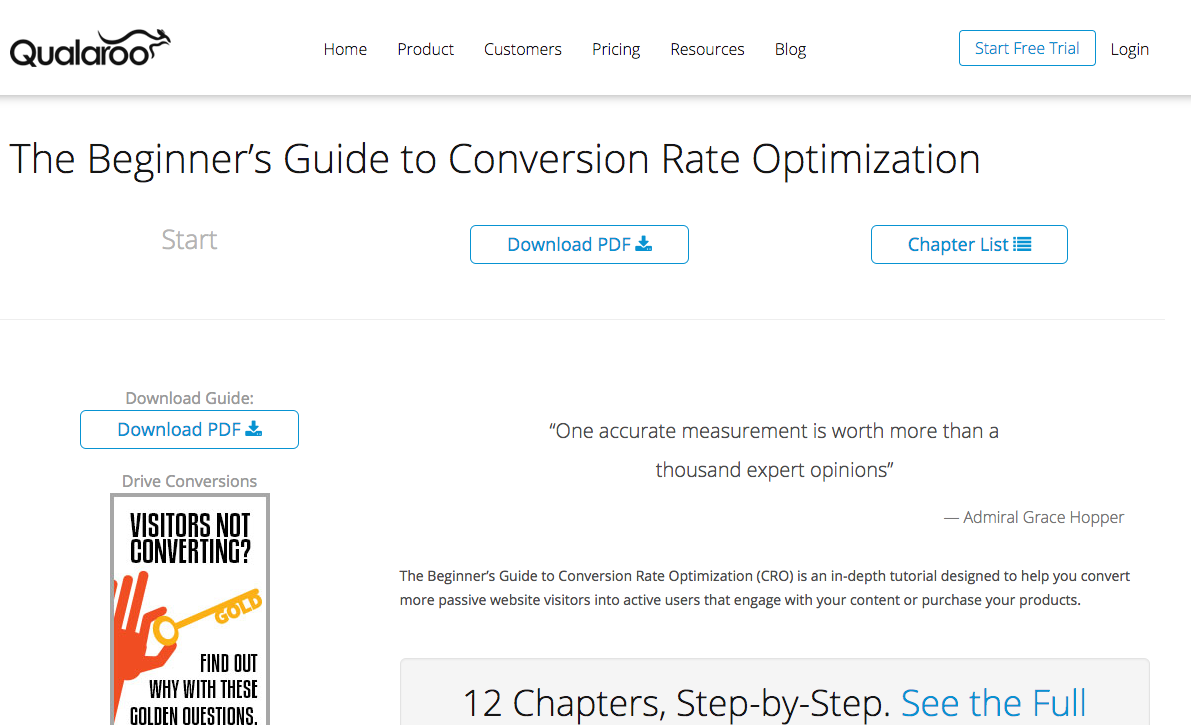 Qualaroo
Home Product Customers Pricing Resources Blog Start Free Trial Login
The Beginner’s Guide to Conversion Rate Optimization
Start Download PDF Chapter List
Download Guide:
Download PDF
Drive Conversions
VISITORS NOT
CONVERTING?
GOLD
FIND OUT
WHY WITH THESE
GOLDEN QUESTIONS.
“One accurate measurement is worth more than a
thousand expert opinions”
— Admiral Grace Hopper
The Beginner’s Guide to Conversion Rate Optimization (CRO) is an in-depth tutorial designed to help you convert
more passive website visitors into active users that engage with your content or purchase your products.
12 Chapters, Step-by-Step. See the Full